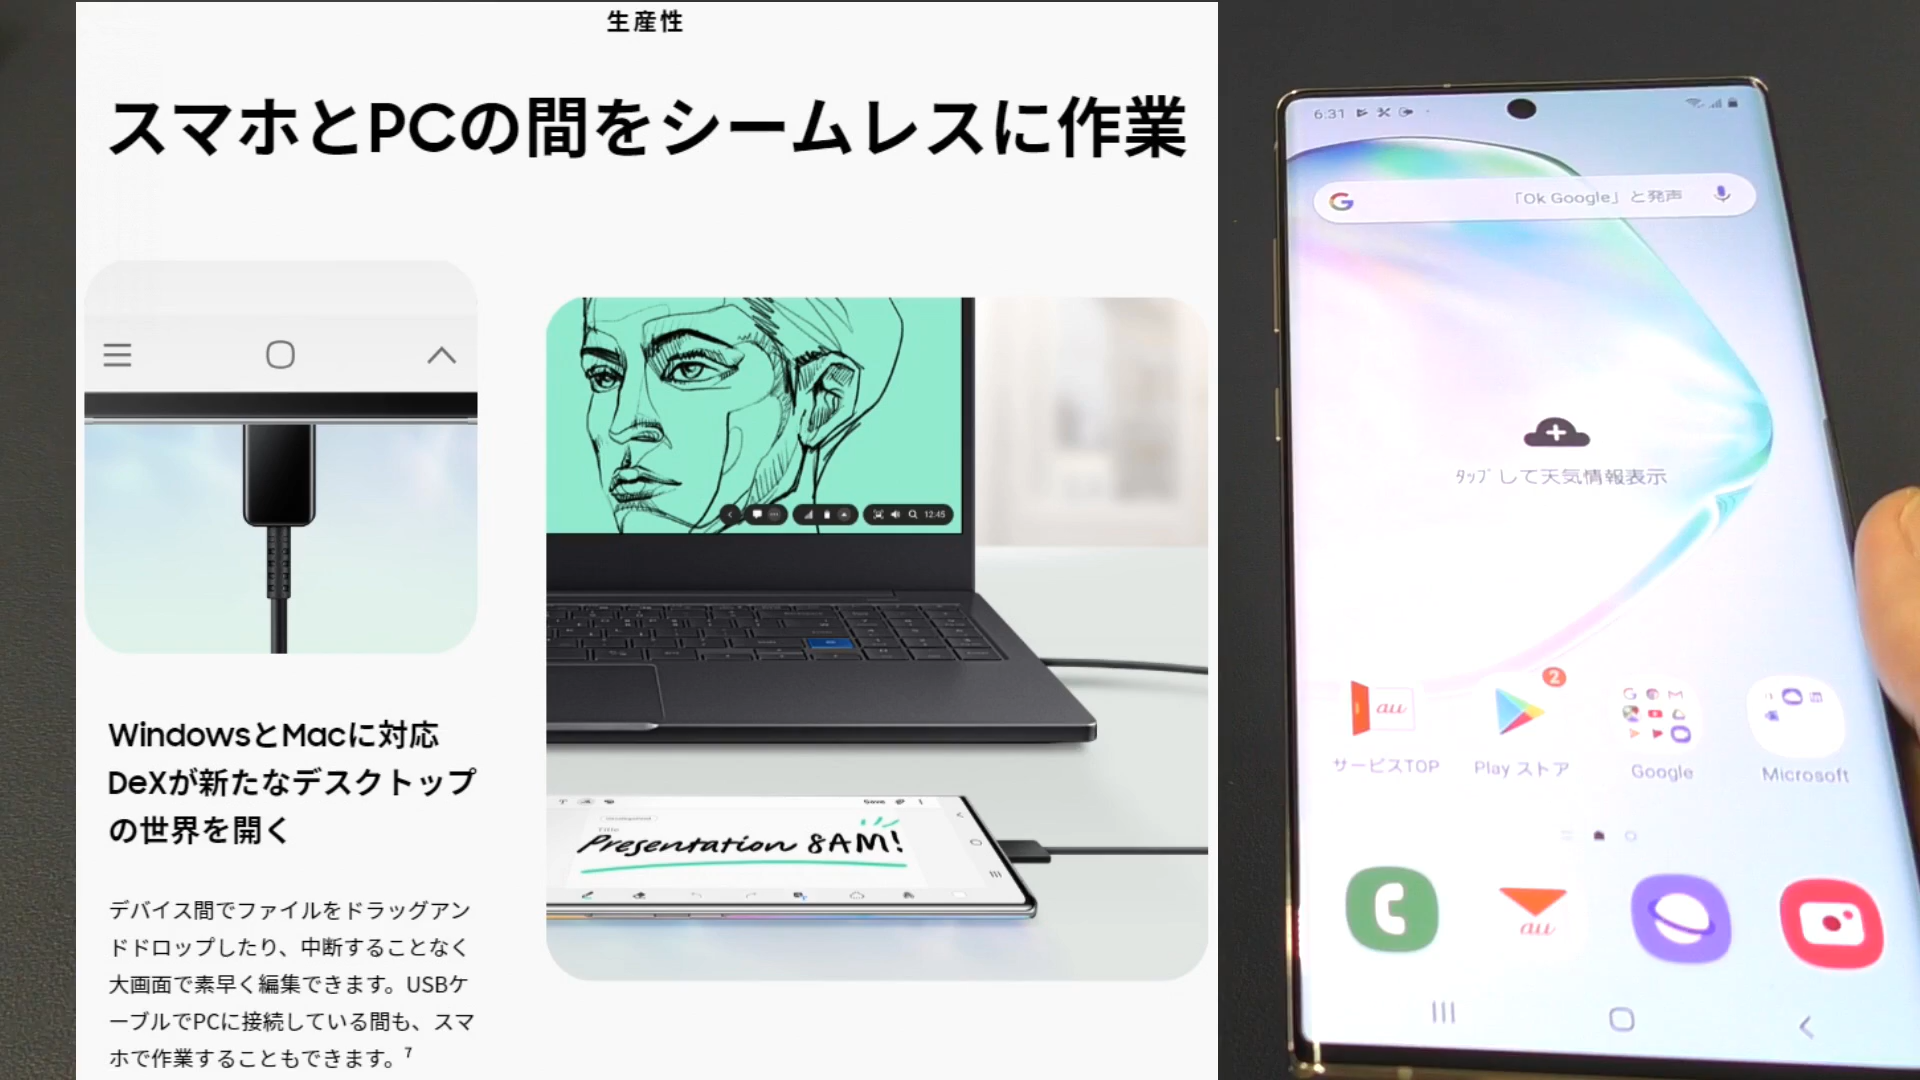 生産性
スマホとPCの間をシームレスに作業
WindowsとMacに対応
DeXが新たなデスクトップ
の世界を開く
デバイス間でファイルをドラッグアン
ドドロップしたり、中断することなく
大画面で素早く編集できます。USBケ
ーブルでPCに接続している間も、スマ
ホで作業することもできます。7
12:45
Save
Title
Presentation 8AM!
6:31
「Ok Google」と発声
ﾀｯﾌﾟして天気情報表示
au
2
サービスTOP
Play ストア
Google
Microsoft
au